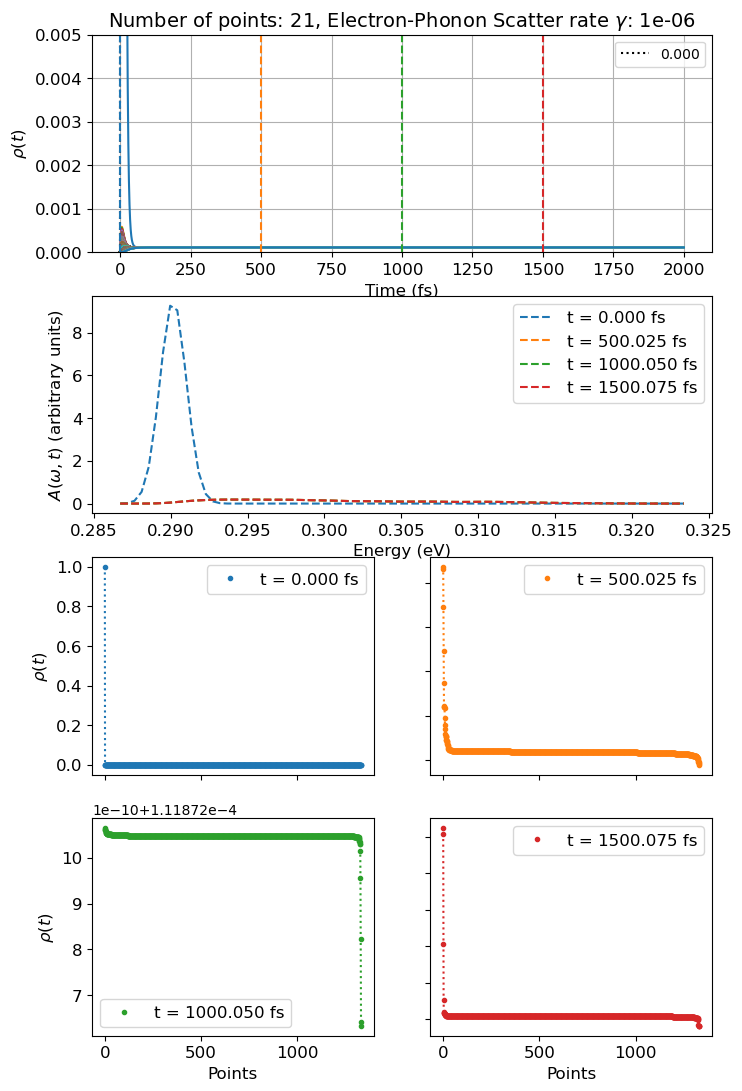 Number of points: 21, Electron-Phonon Scatter rate γ: 1e-06
0.005
0.004
0.003
0.002
0.001
0.000
ρ(t)
0.000
0
250
500
750
1000
1250
1500
1750
2000
Time (fs)
A(ω, t) (arbitrary units)
8
6
4
2
0
t = 0.000 fs
t = 500.025 fs
t = 1000.050 fs
t = 1500.075 fs
0.285
0.290
0.295
0.300
0.305
0.310
0.315
0.320
0.325
Energy (eV)
ρ(t)
1.0
0.8
0.6
0.4
0.2
0.0
t = 0.000 fs
t = 500.025 fs
1e−10+1.11872e−4
ρ(t)
10
9
8
7
t = 1000.050 fs
0
500
1000
Points
t = 1500.075 fs
0
500
1000
Points